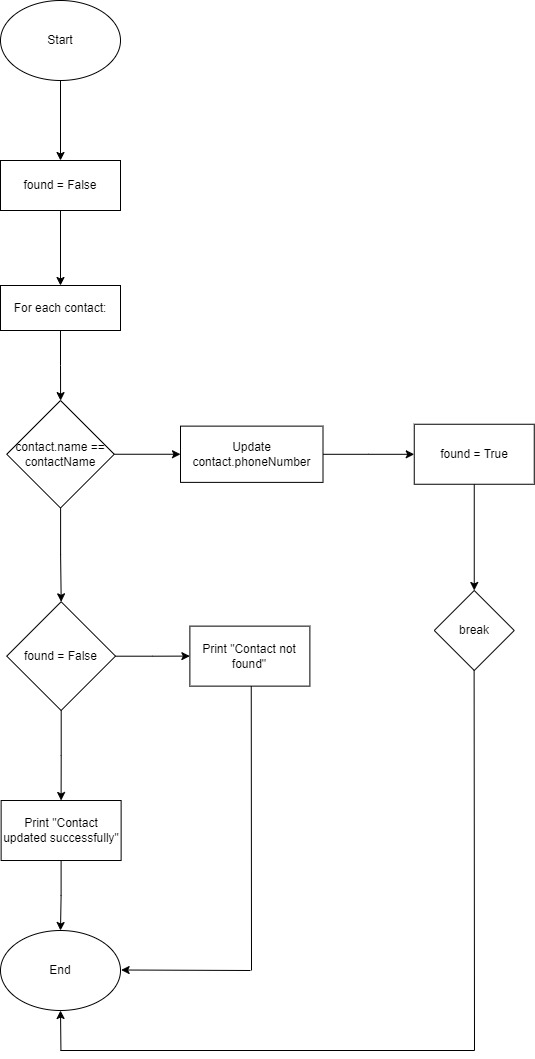 Start
found = False
For each contact:
contact.name ==
contactName
Update
contact.phoneNumber
found = True
break
found = False
Print "Contact not
found"
Print "Contact
updated successfully"
End